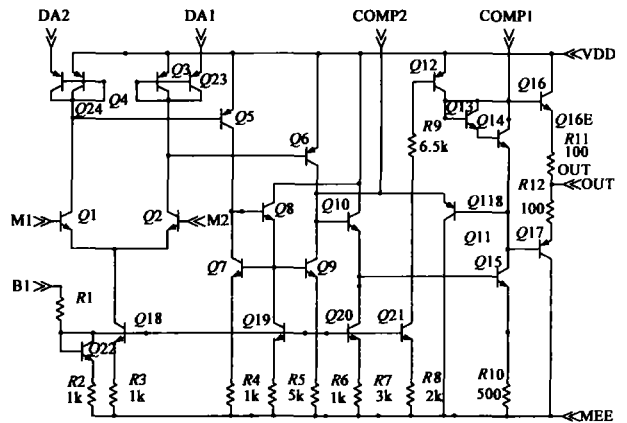 DA2 DA1 COMP2 COMP1
VDD
Q3 Q23 Q12 Q16
Q4 Q24 Q13 Q14 Q16E
Q5 R9 6.5k R11 100
Q6 OUT
OUT
R12 100
M1 Q1 Q2 M2 Q8 Q10 Q118
Q11 Q17
Q7 Q9 Q15
B1 R1
Q18 Q19 Q20 Q21
Q22
R2 1k R3 1k R4 1k R5 5k R6 1k R7 3k R8 2k R10 500
MEE